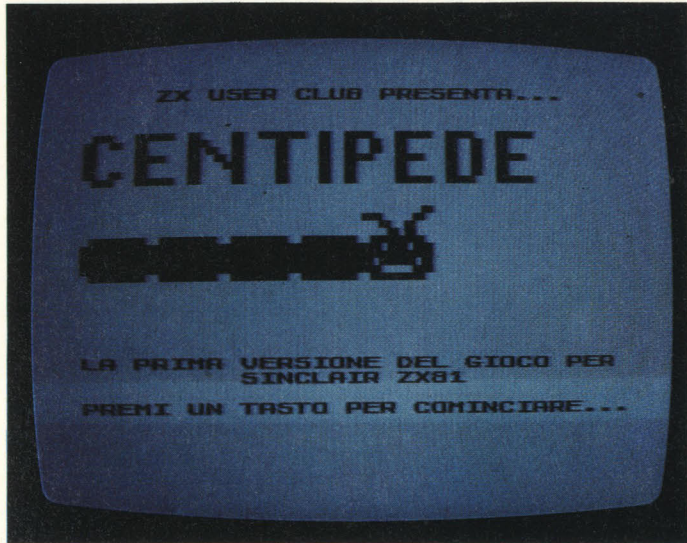 ZX USER CLUB PRESENTA...
CENTIPEDE
LA PRIMA VERSIONE DEL GIOCO PER
SINCLAIR ZX81
PREMI UN TASTO PER COMINCIARE...